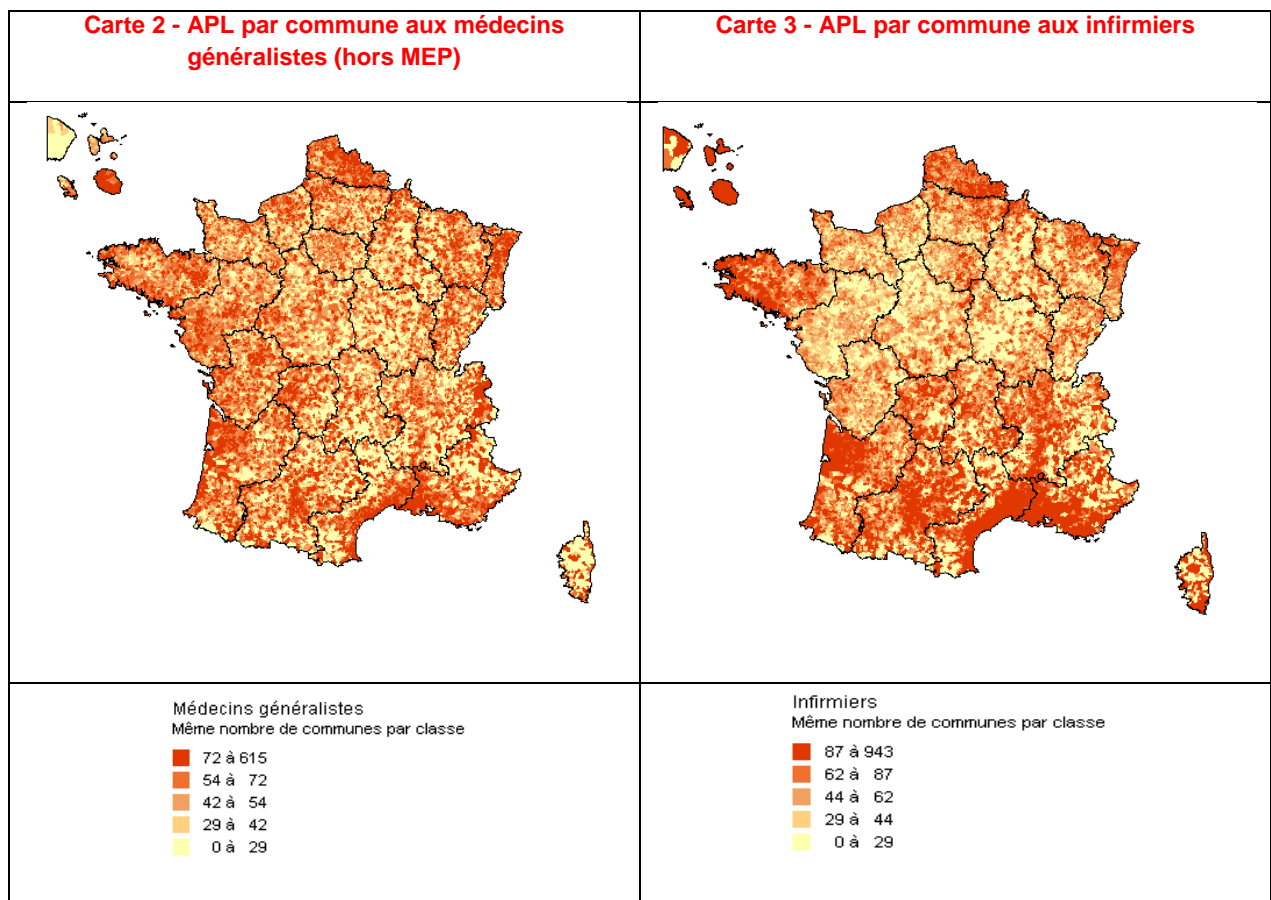 Carte 2 - APL par commune aux médecins
généralistes (hors MEP)
Carte 3 - APL par commune aux infirmiers
Médecins généralistes
Même nombre de communes par classe
72 à 615
54 à 72
42 à 54
29 à 42
0 à 29
Infirmiers
Même nombre de communes par classe
87 à 943
62 à 87
44 à 62
29 à 44
0 à 29